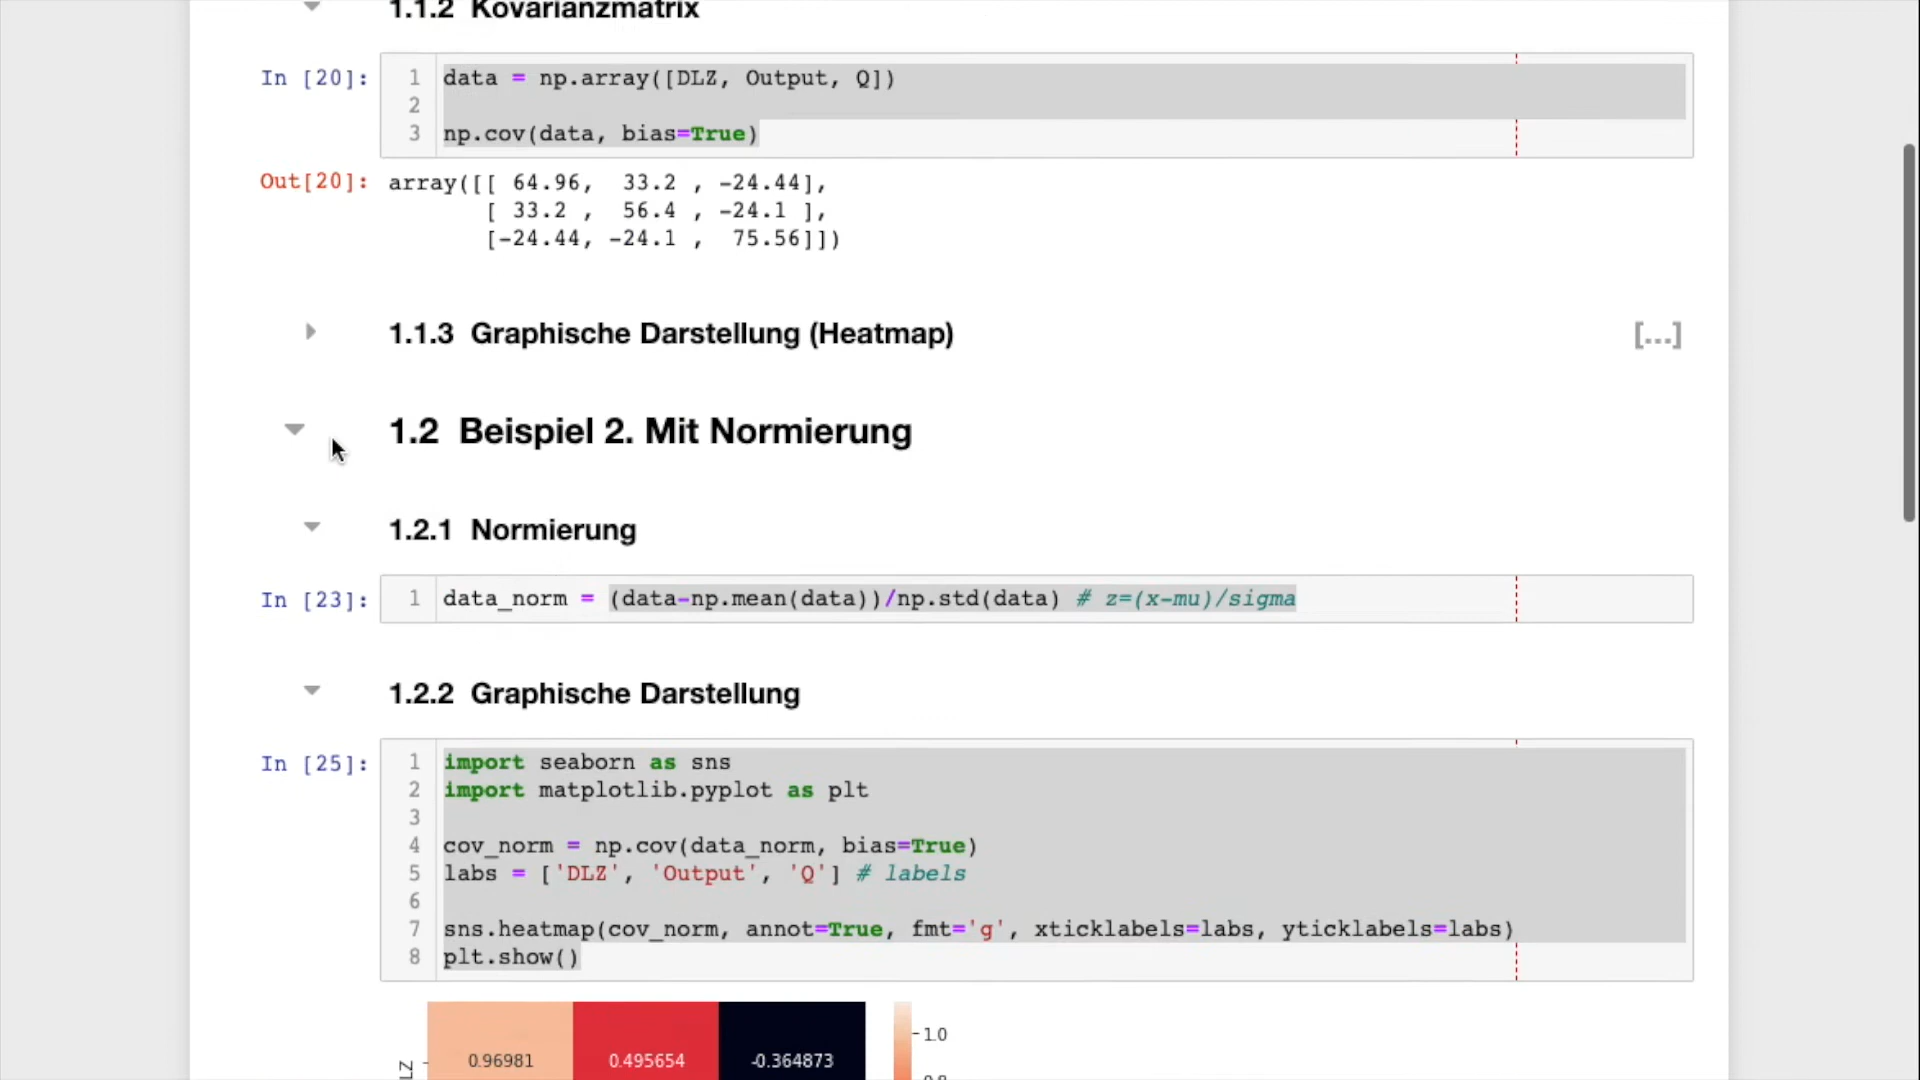 1.1.2 Kovarianzmatrix
In [20]:
1 data = np.array([DLZ, Output, Q])
2
3 np.cov(data, bias=True)
Out[20]:
array([[ 64.96,  33.2 , -24.44],
[ 33.2 ,  56.4 , -24.1 ],
[-24.44, -24.1 ,  75.56]])
1.1.3 Graphische Darstellung (Heatmap) [...]
1.2 Beispiel 2. Mit Normierung
1.2.1 Normierung
In [23]:
1 data_norm = (data-np.mean(data))/np.std(data) # z=(x-mu)/sigma
1.2.2 Graphische Darstellung
In [25]:
1 import seaborn as sns
2 import matplotlib.pyplot as plt
3
4 cov_norm = np.cov(data_norm, bias=True)
5 labs = ['DLZ', 'Output', 'Q'] # labels
6
7 sns.heatmap(cov_norm, annot=True, fmt='g', xticklabels=labs, yticklabels=labs)
8 plt.show()
1.0
LZ 0.96981 0.495654 -0.364873